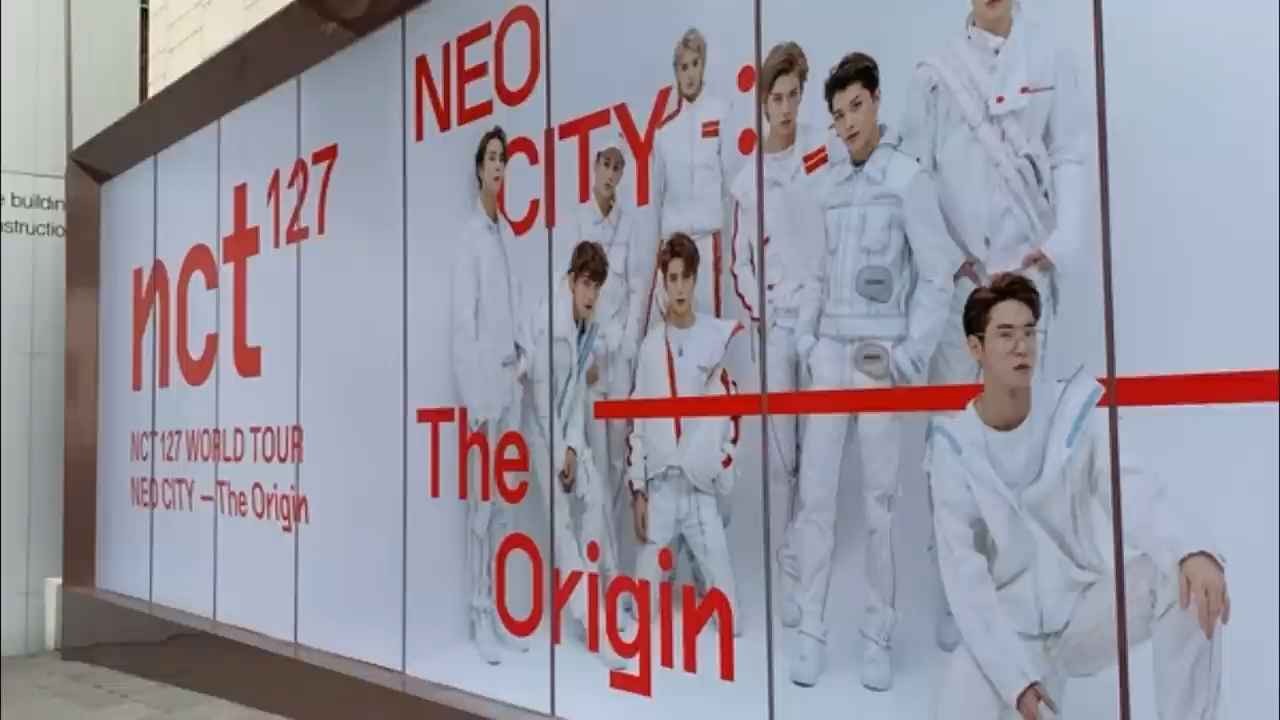 e buildin
nstructio
nct 127
NCT 127 WORLD TOUR
NEO CITY – The Origin
NEO
CITY :
The
Origin